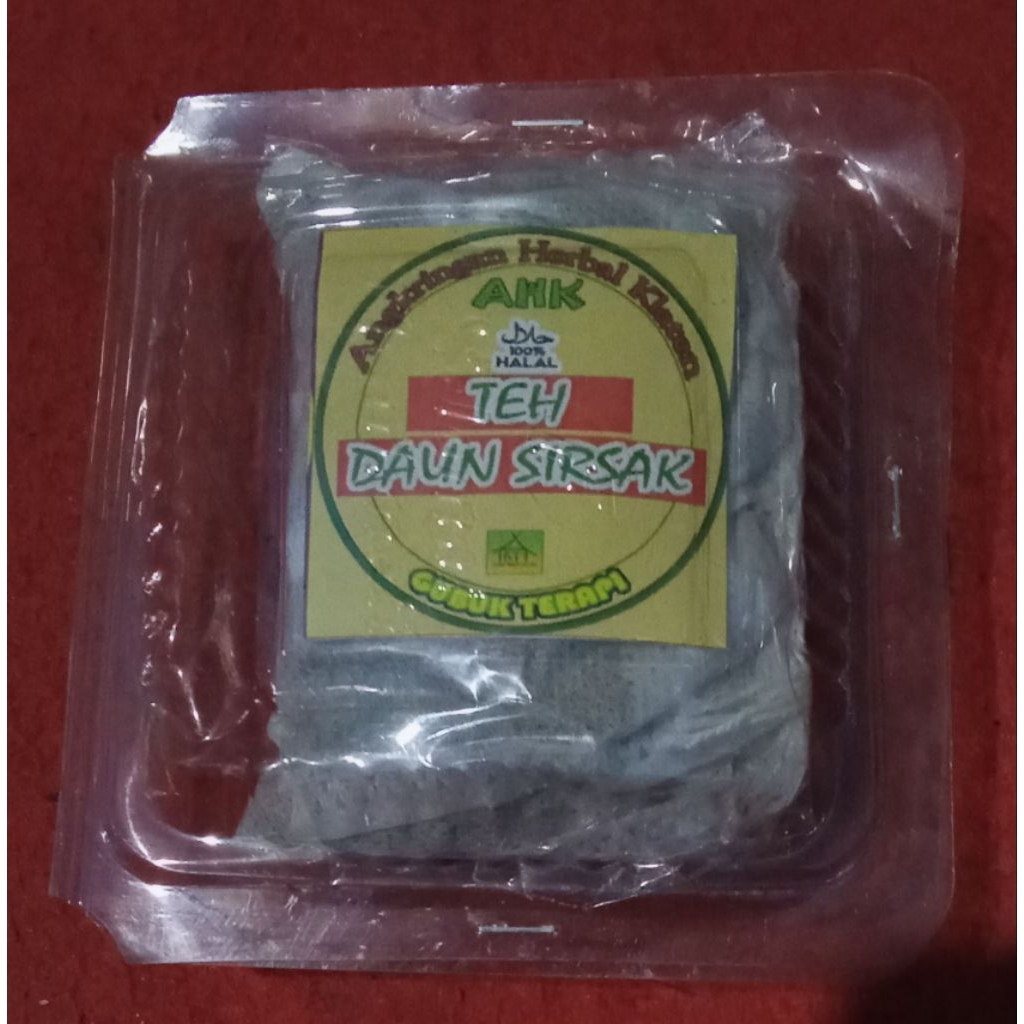 Angkringan Herbal Klaten
AHK
حلال
100%
HALAL
TEH
DAUN SIRSAK
GUBUK TERAPI